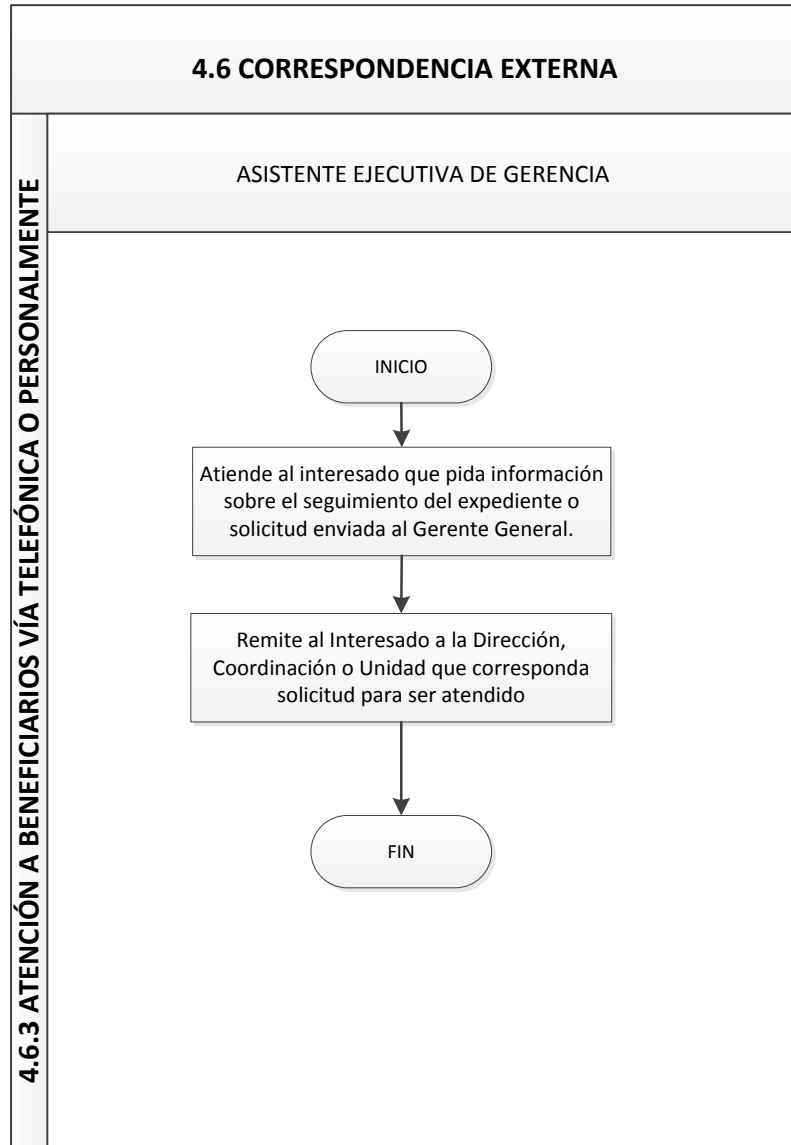 4.6 CORRESPONDENCIA EXTERNA
4.6.3 ATENCIÓN A BENEFICIARIOS VÍA TELEFÓNICA O PERSONALMENTE
ASISTENTE EJECUTIVA DE GERENCIA
INICIO
Atiende al interesado que pida información
sobre el seguimiento del expediente o
solicitud enviada al Gerente General.
Remite al Interesado a la Dirección,
Coordinación o Unidad que corresponda
solicitud para ser atendido
FIN